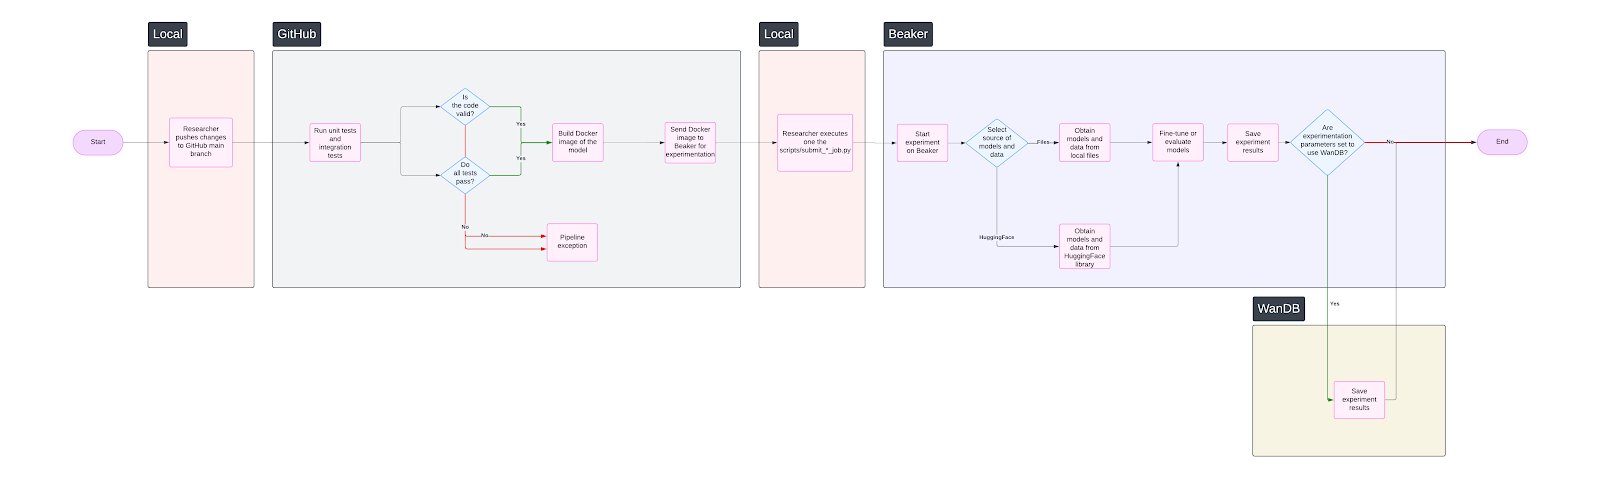 Local
GitHub
Local
Beaker
Start
Researcher
pushes changes
to GitHub main
branch
Run unit tests
and
integration
tests
Is
the code
valid?
Yes
Do
all tests
pass?
Yes
No
No
Build Docker
image of the
model
Pipeline
exception
Send Docker
image to
Beaker for
experimentation
Researcher executes
one the
scripts/submit_*_job.py
Start
experiment
on Beaker
Select
source of
models and
data
Files
HuggingFace
Obtain
models and
data from
local files
Obtain
models and
data from
HuggingFace
library
Fine-tune or
evaluate
models
Save
experiment
results
Are
experimentation
parameters set to
use WanDB?
No
End
Yes
WanDB
Save
experiment
results